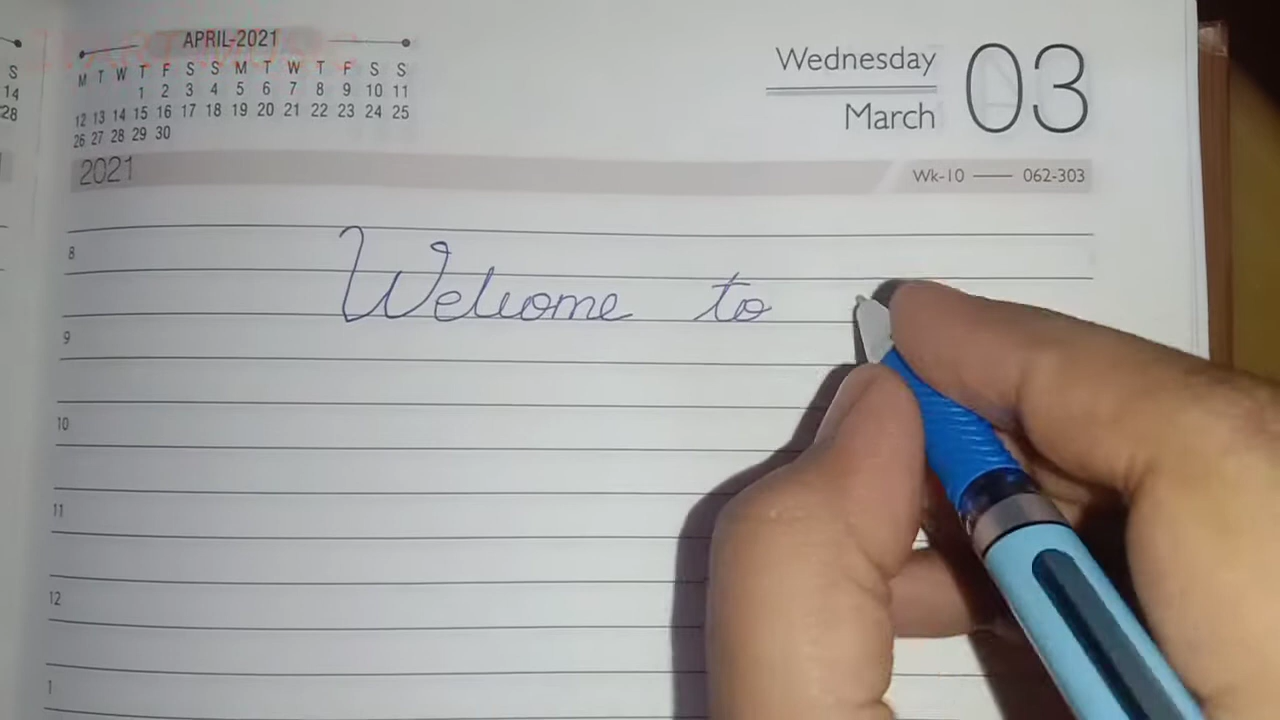 S
14
28
APRIL-2021
M T W T F S S M T W T F S S
1 2 3 4 5 6 7 8 9 10 11
12 13 14 15 16 17 18 19 20 21 22 23 24 25
26 27 28 29 30
2021
Wednesday
March
03
Wk-10 062-303
8
Welcome to
9
10
11
12
1